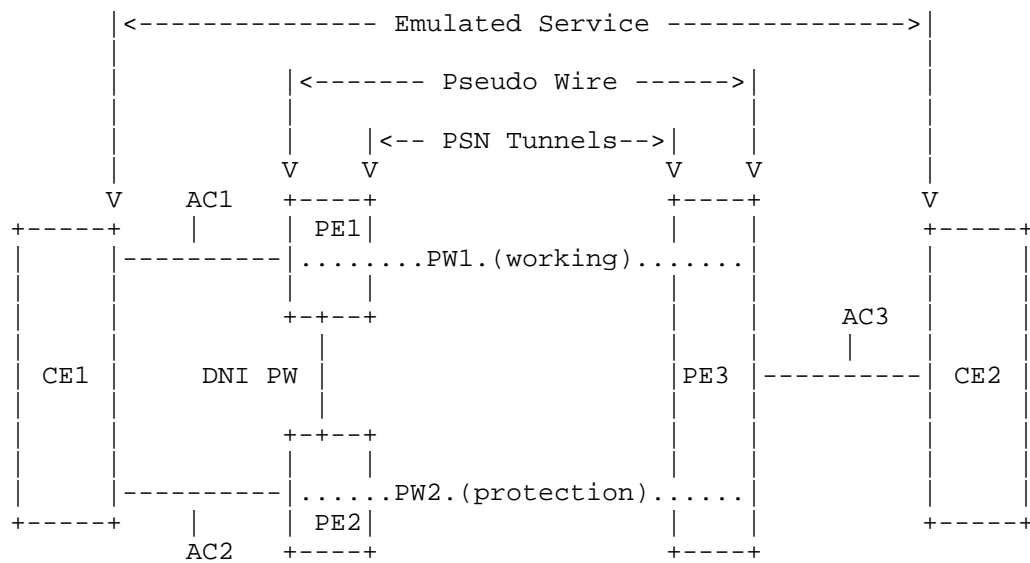 |<--------------- Emulated Service --------------->|
|<------- Pseudo Wire ------>|
|<-- PSN Tunnels-->|
V V V V
V AC1 +----+ +----+ V
+-----+ | | PE1| | | +-----+
| |----------|........PW1.(working).......| | |
| | | | | | | |
| | +-+--+ | | AC3 | |
| | | | | | | |
| CE1 | DNI PW | |PE3 |----------| CE2 |
| | | | | | |
| | +-+--+ | | | |
| | | | | | | |
| |----------|......PW2.(protection)......| | |
+-----+ | | PE2| | | +-----+
AC2 +----+ +----+